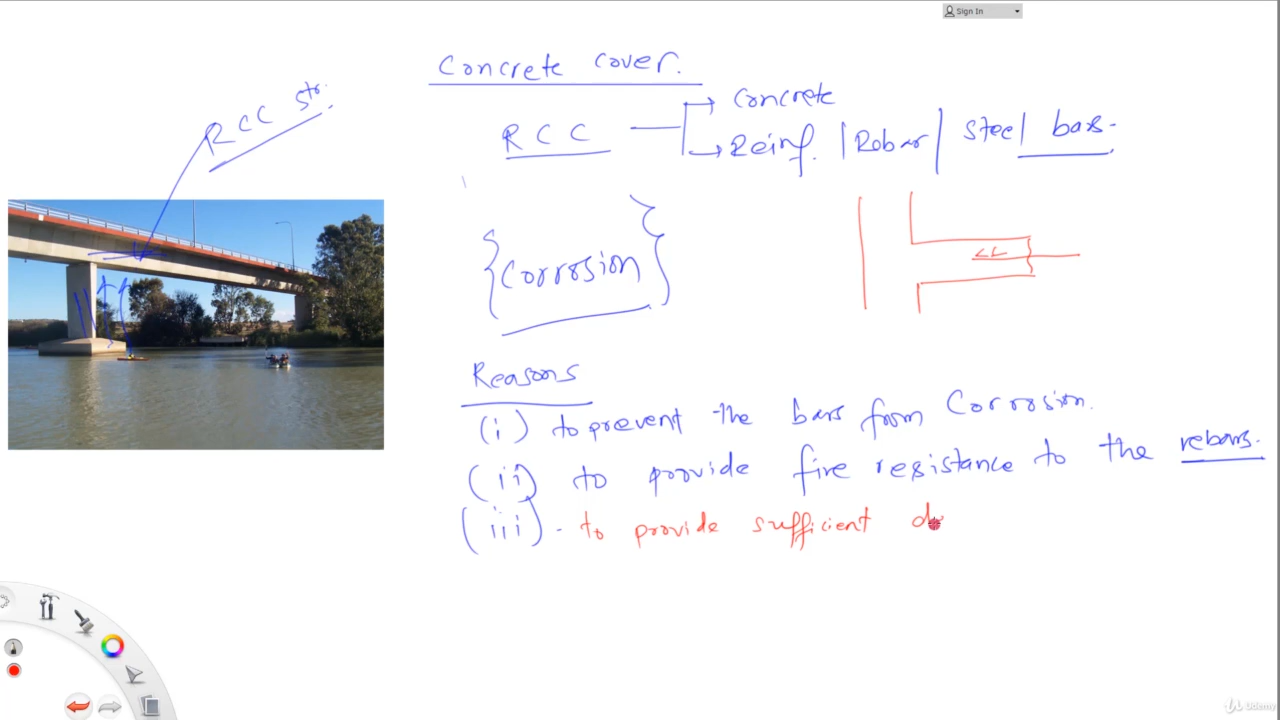 Sign In
Concrete cover.
RCC str.
RCC
Concrete
Reinf. | Rebar | steel bars.
{Corrosion}
Reasons
(i) to prevent the bars from Corrosion.
(ii) to provide fire resistance to the rebars.
(iii) - to provide sufficient
Udemy